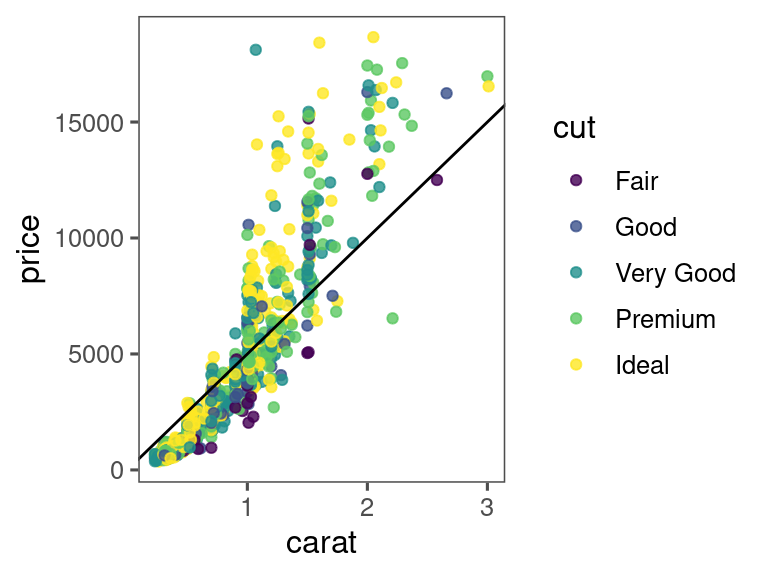 15000
10000
5000
0
price
1 2 3
carat
cut
Fair
Good
Very Good
Premium
Ideal